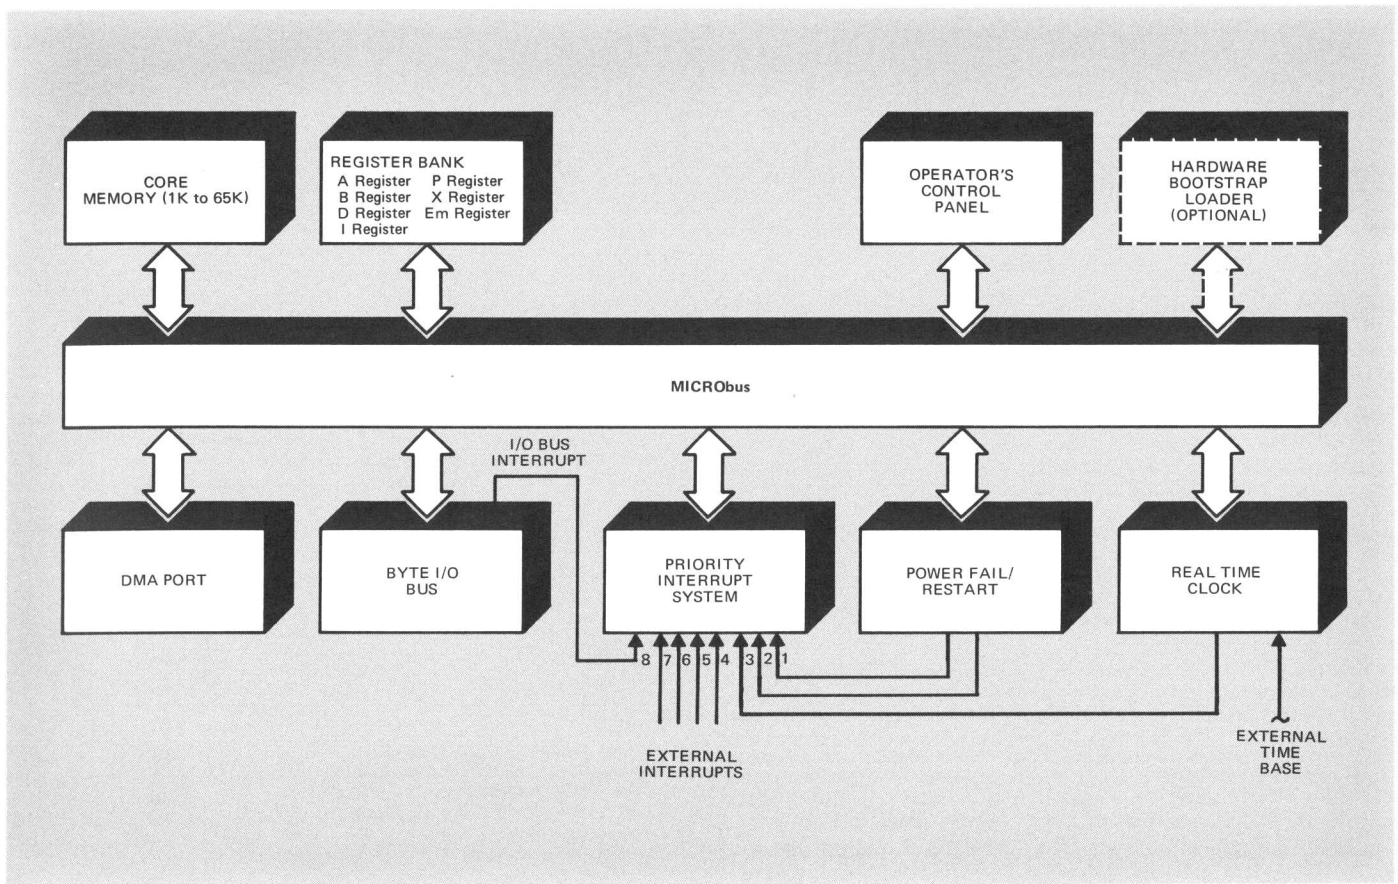 CORE
MEMORY (1K to 65K)
REGISTER BANK
A Register P Register
B Register X Register
D Register Em Register
I Register
OPERATOR'S
CONTROL
PANEL
HARDWARE
BOOTSTRAP
LOADER
(OPTIONAL)
MICRObus
I/O BUS
INTERRUPT
DMA PORT
BYTE I/O
BUS
PRIORITY
INTERRUPT
SYSTEM
POWER FAIL/
RESTART
REAL TIME
CLOCK
8 7 6 5 4 3 2 1
EXTERNAL
INTERRUPTS
EXTERNAL
TIME
BASE